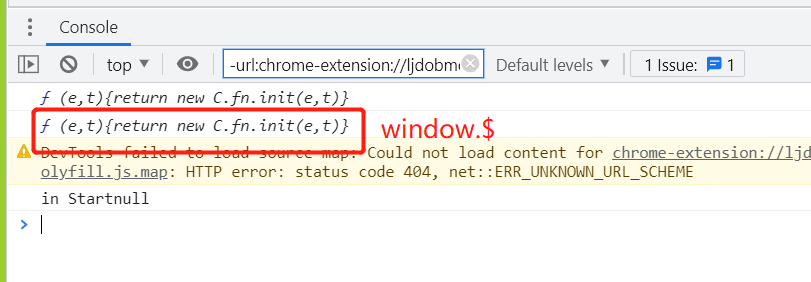 Console
top
-url:chrome-extension://ljdobm
Default levels
1 Issue: 1
ƒ (e,t){return new C.fn.init(e,t)}
ƒ (e,t){return new C.fn.init(e,t)} window.$
DevTools failed to load source map: Could not load content for chrome-extension://ljd
olyfill.js.map: HTTP error: status code 404, net::ERR_UNKNOWN_URL_SCHEME
in Startnull